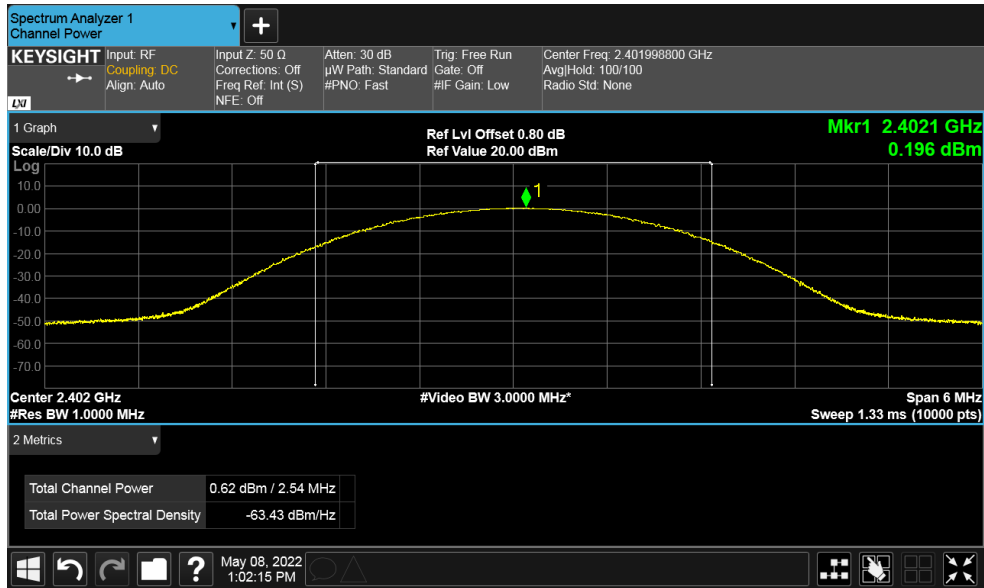 Spectrum Analyzer 1
Channel Power
+
KEYSIGHT
LXI
Input: RF
Coupling: DC
Align: Auto
Input Z: 50 Ω
Corrections: Off
Freq Ref: Int (S)
NFE: Off
Atten: 30 dB
µW Path: Standard
#PNO: Fast
Trig: Free Run
Gate: Off
#IF Gain: Low
Center Freq: 2.401998800 GHz
Avg|Hold: 100/100
Radio Std: None
1 Graph
Scale/Div 10.0 dB
Ref Lvl Offset 0.80 dB
Ref Value 20.00 dBm
Mkr1 2.4021 GHz
0.196 dBm
Log
10.0
0.00
-10.0
-20.0
-30.0
-40.0
-50.0
-60.0
-70.0
1
Center 2.402 GHz
#Res BW 1.0000 MHz
#Video BW 3.0000 MHz*
Span 6 MHz
Sweep 1.33 ms (10000 pts)
2 Metrics
Total Channel Power 0.62 dBm / 2.54 MHz
Total Power Spectral Density -63.43 dBm/Hz
?
May 08, 2022
1:02:15 PM